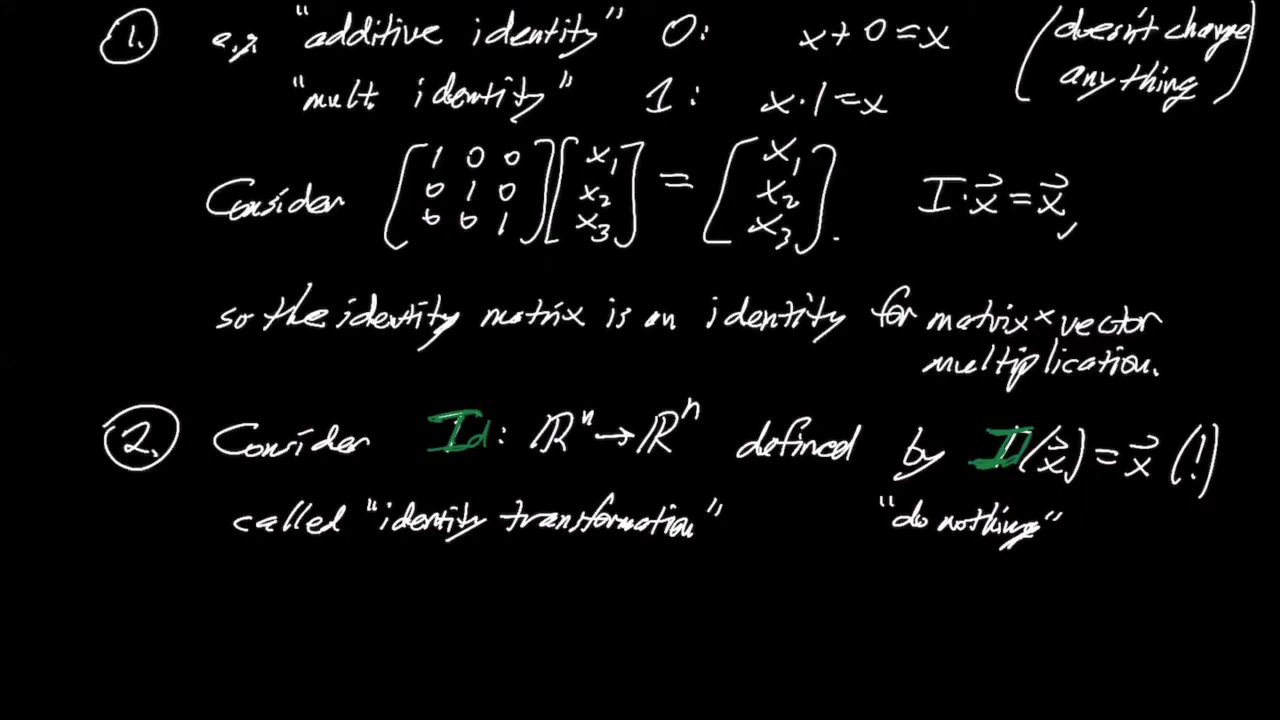 1. e.g. "additive identity" 0: x+0=x (doesn't change
"mult. identity" 1: x·1=x anything)
Consider [1 0 0; 0 1 0; 0 0 1] [x₁; x₂; x₃] = [x₁; x₂; x₃]. I·x⃗=x⃗, ✓
so the identity matrix is an identity for matrix × vector
multiplication.
2. Consider Id: ℝⁿ→ℝⁿ defined by Id(x⃗)=x⃗ (!)
called "identity transformation" "do nothing"